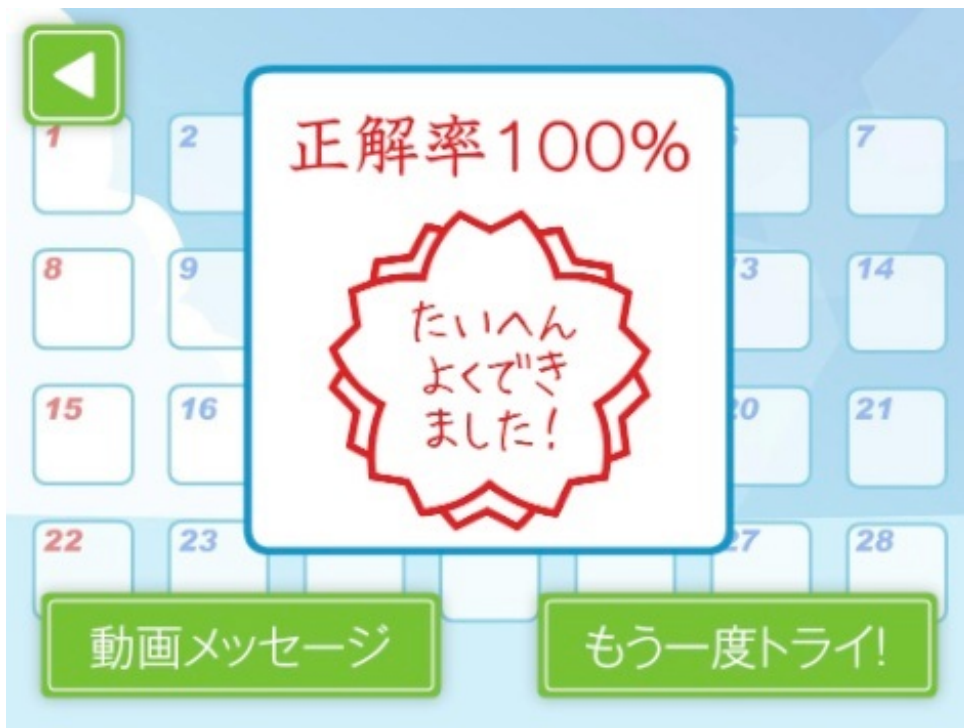 正解率100%
たいへん
よくでき
ました!
1 2 7
8 9 14
15 16 21
22 23 27 28
動画メッセージ
もう一度トライ!